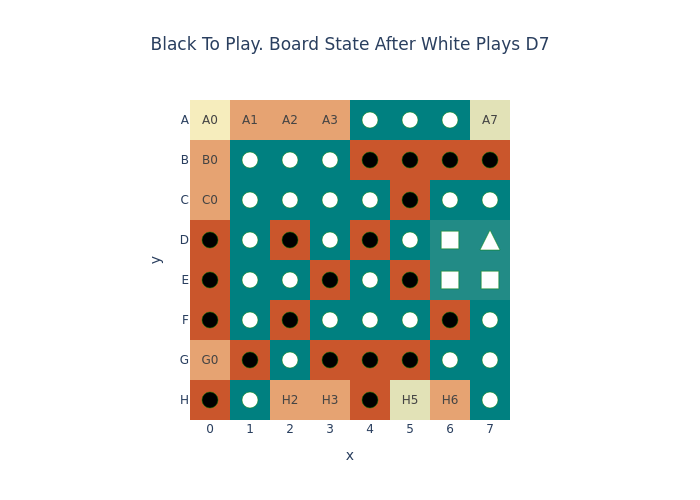 Black To Play. Board State After White Plays D7
A A0 A1 A2 A3 A7
B B0
C C0
D
E
F
G G0
H H2 H3 H5 H6
0 1 2 3 4 5 6 7
y
x